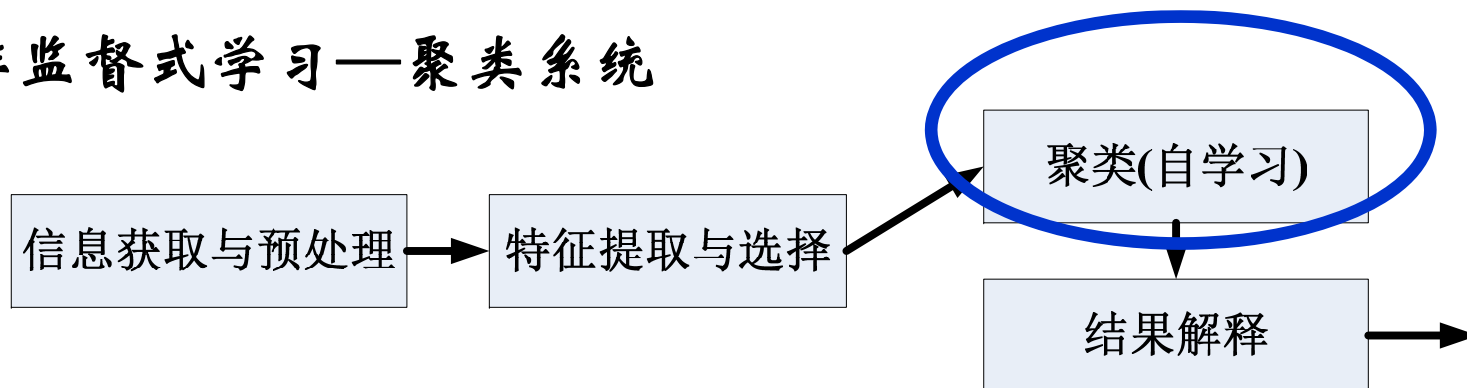 监督式学习—聚类系统
聚类(自学习)
信息获取与预处理
特征提取与选择
结果解释